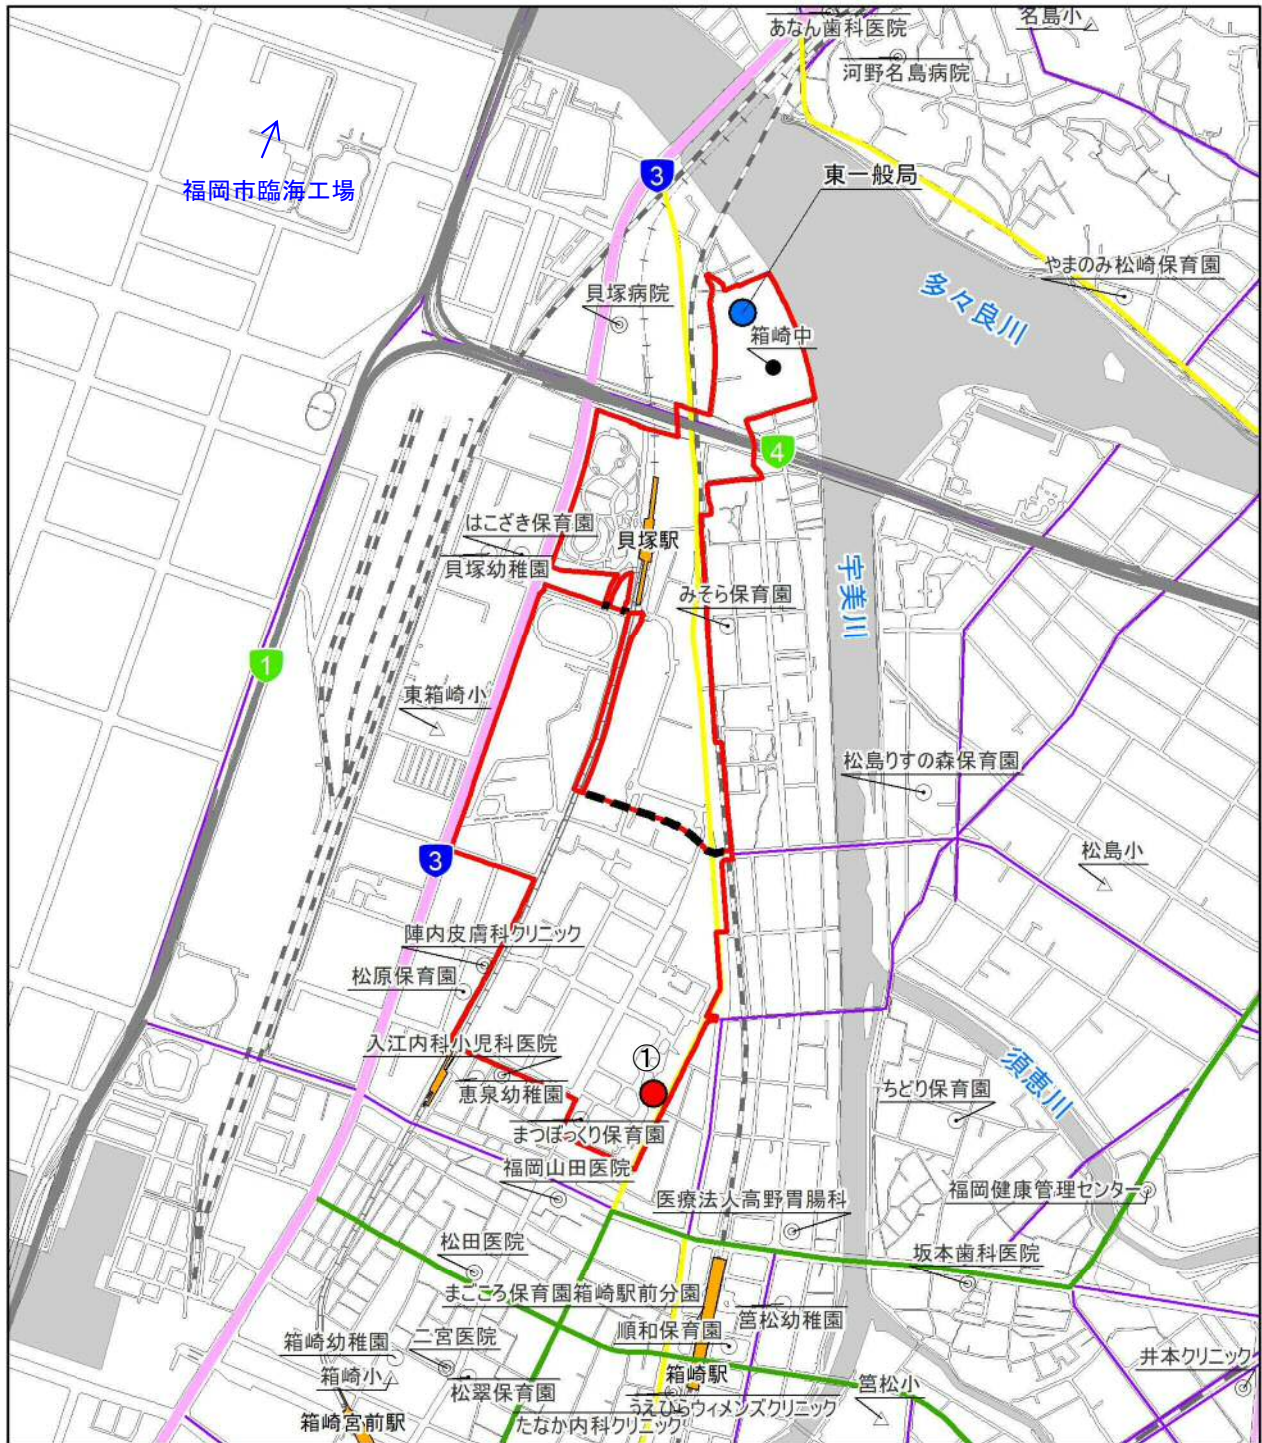 あなん歯科医院
名島小
河野名島病院
3
東一般局
福岡市臨海工場
やまのみ松崎保育園
多々良川
貝塚病院
箱崎中
4
はこざき保育園
貝塚駅
貝塚幼稚園
宇美川
みそら保育園
1
東箱崎小
松島りすの森保育園
3
松島小
陣内皮膚科クリニック
松原保育園
入江内科小児科医院
①
恵泉幼稚園
ちどり保育園
須恵川
まつぼっくり保育園
福岡山田医院
福岡健康管理センター
医療法人高野胃腸科
松田医院
坂本歯科医院
まごころ保育園箱崎駅前分園
筥松幼稚園
順和保育園
箱崎幼稚園
二宮医院
箱崎小
箱崎駅
井本クリニック
松翠保育園
筥松小
うえひらウィメンズクリニック
箱崎宮前駅
たなか内科クリニック